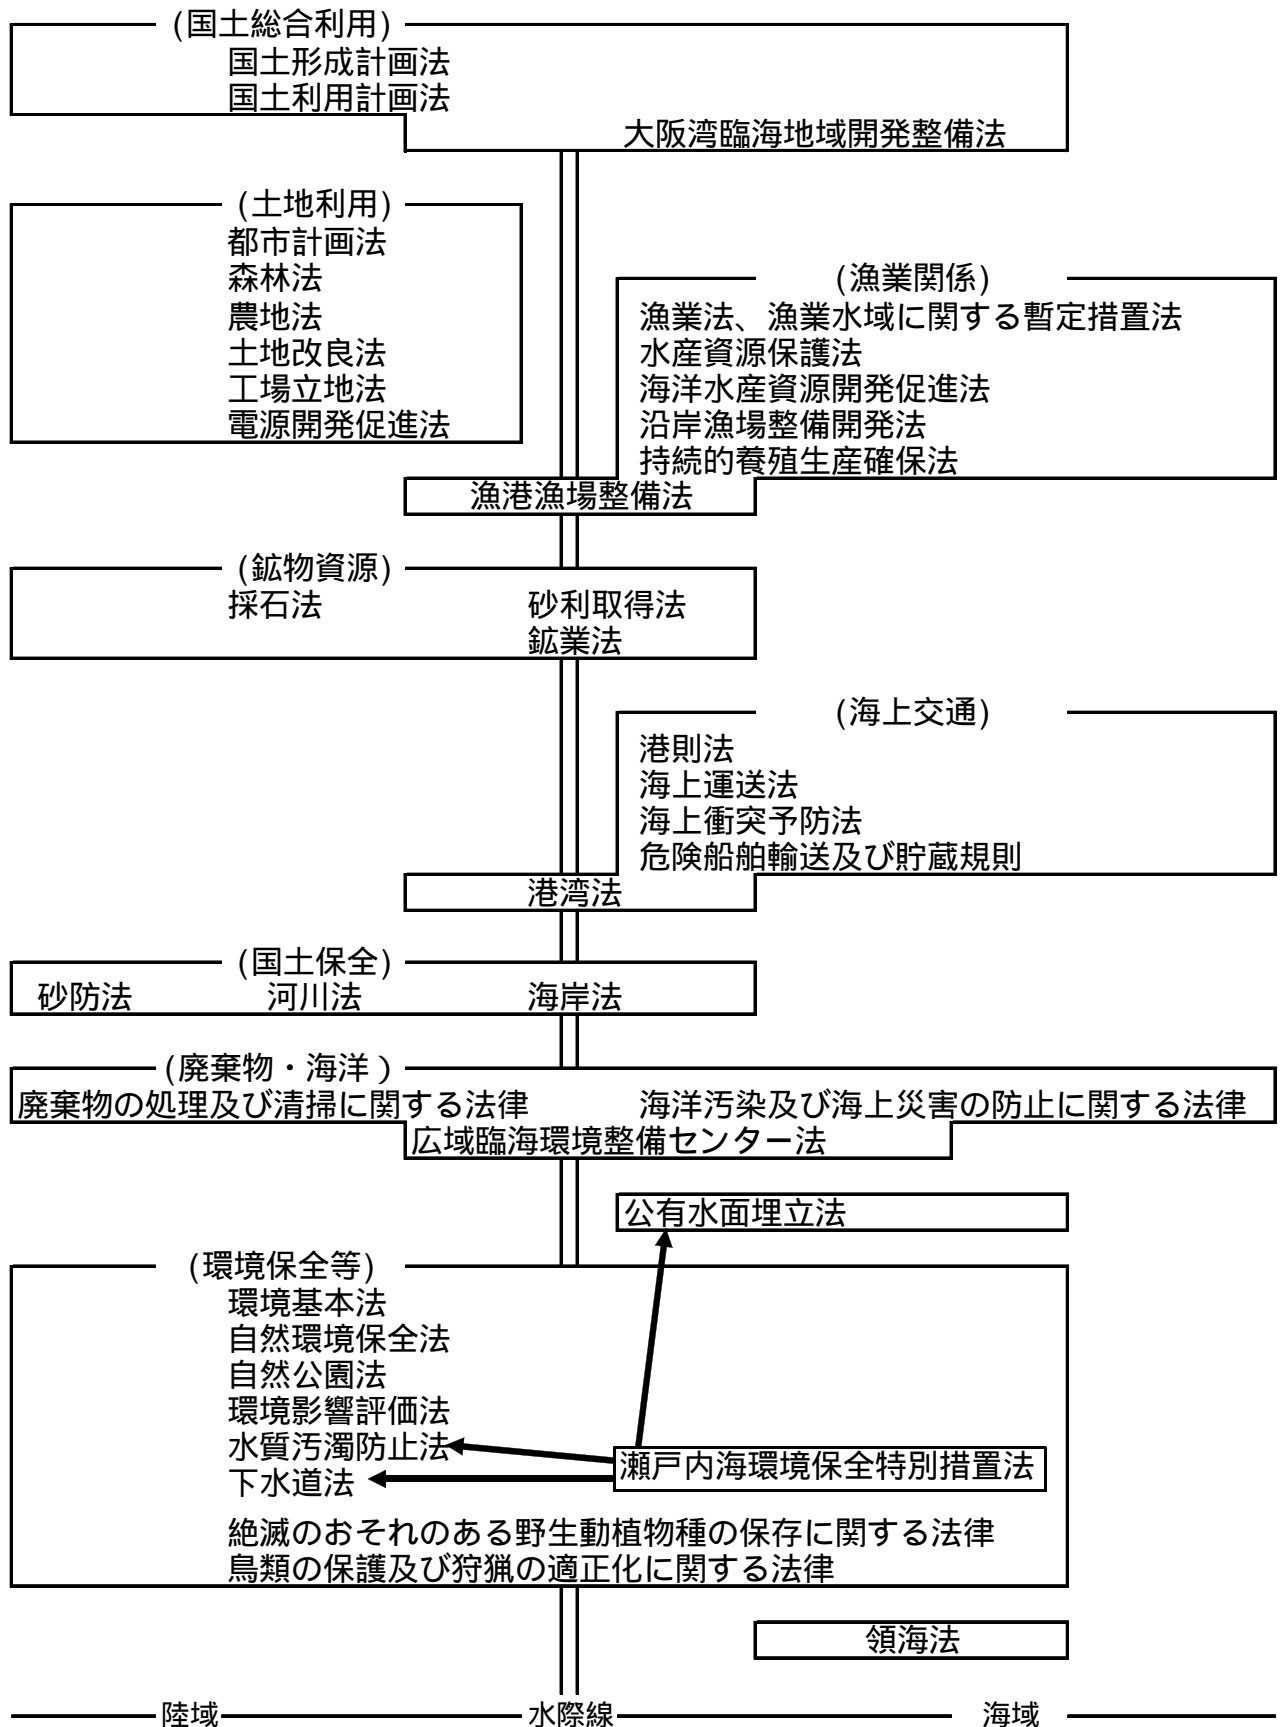 (国土総合利用)
国土形成計画法
国土利用計画法
大阪湾臨海地域開発整備法
(土地利用)
都市計画法
森林法
農地法
土地改良法
工場立地法
電源開発促進法
(漁業関係)
漁業法、漁業水域に関する暫定措置法
水産資源保護法
海洋水産資源開発促進法
沿岸漁場整備開発法
持続的養殖生産確保法
漁港漁場整備法
(鉱物資源)
採石法 砂利取得法
鉱業法
(海上交通)
港則法
海上運送法
海上衝突予防法
危険船舶輸送及び貯蔵規則
港湾法
(国土保全)
砂防法 河川法 海岸法
(廃棄物・海洋)
廃棄物の処理及び清掃に関する法律 海洋汚染及び海上災害の防止に関する法律
広域臨海環境整備センター法
公有水面埋立法
(環境保全等)
環境基本法
自然環境保全法
自然公園法
環境影響評価法
水質汚濁防止法
瀬戸内海環境保全特別措置法
下水道法
絶滅のおそれのある野生動植物種の保存に関する法律
鳥類の保護及び狩猟の適正化に関する法律
領海法
陸域 水際線 海域